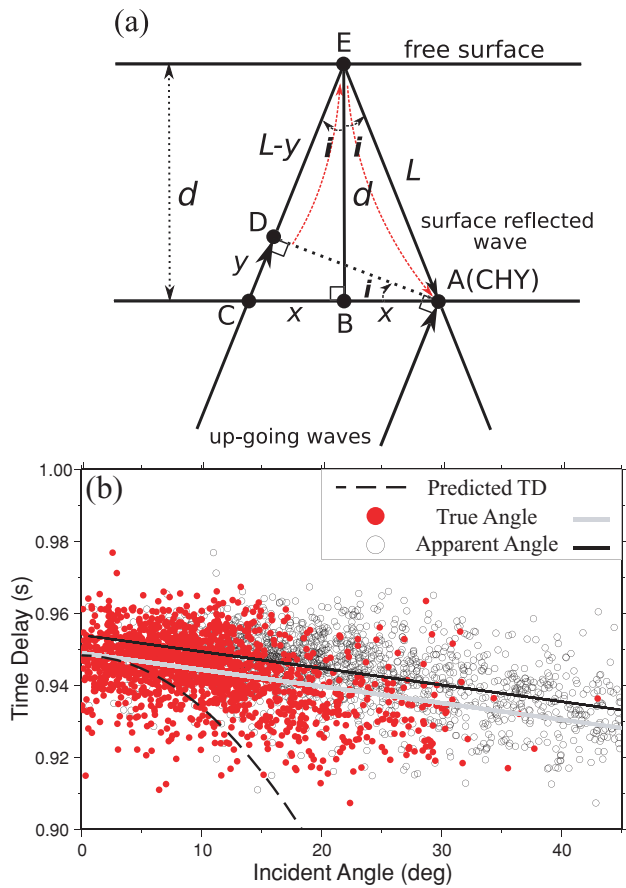 (a)
E
free surface
L-y
i
i
L
d
d
D
surface reflected
wave
y
i
A(CHY)
C
x
B
x
up-going waves
(b)
Predicted TD
True Angle
Apparent Angle
1.00
0.98
0.96
0.94
0.92
0.90
Time Delay (s)
0
10
20
30
40
Incident Angle (deg)